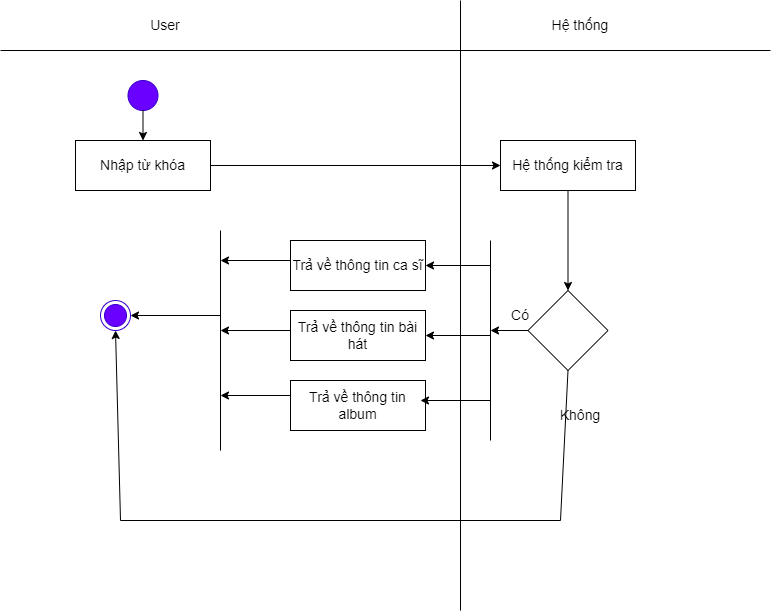 User
Hệ thống
Nhập từ khóa
Hệ thống kiểm tra
Trả về thông tin ca sĩ
Có
Trả về thông tin bài
hát
Trả về thông tin
album
Không